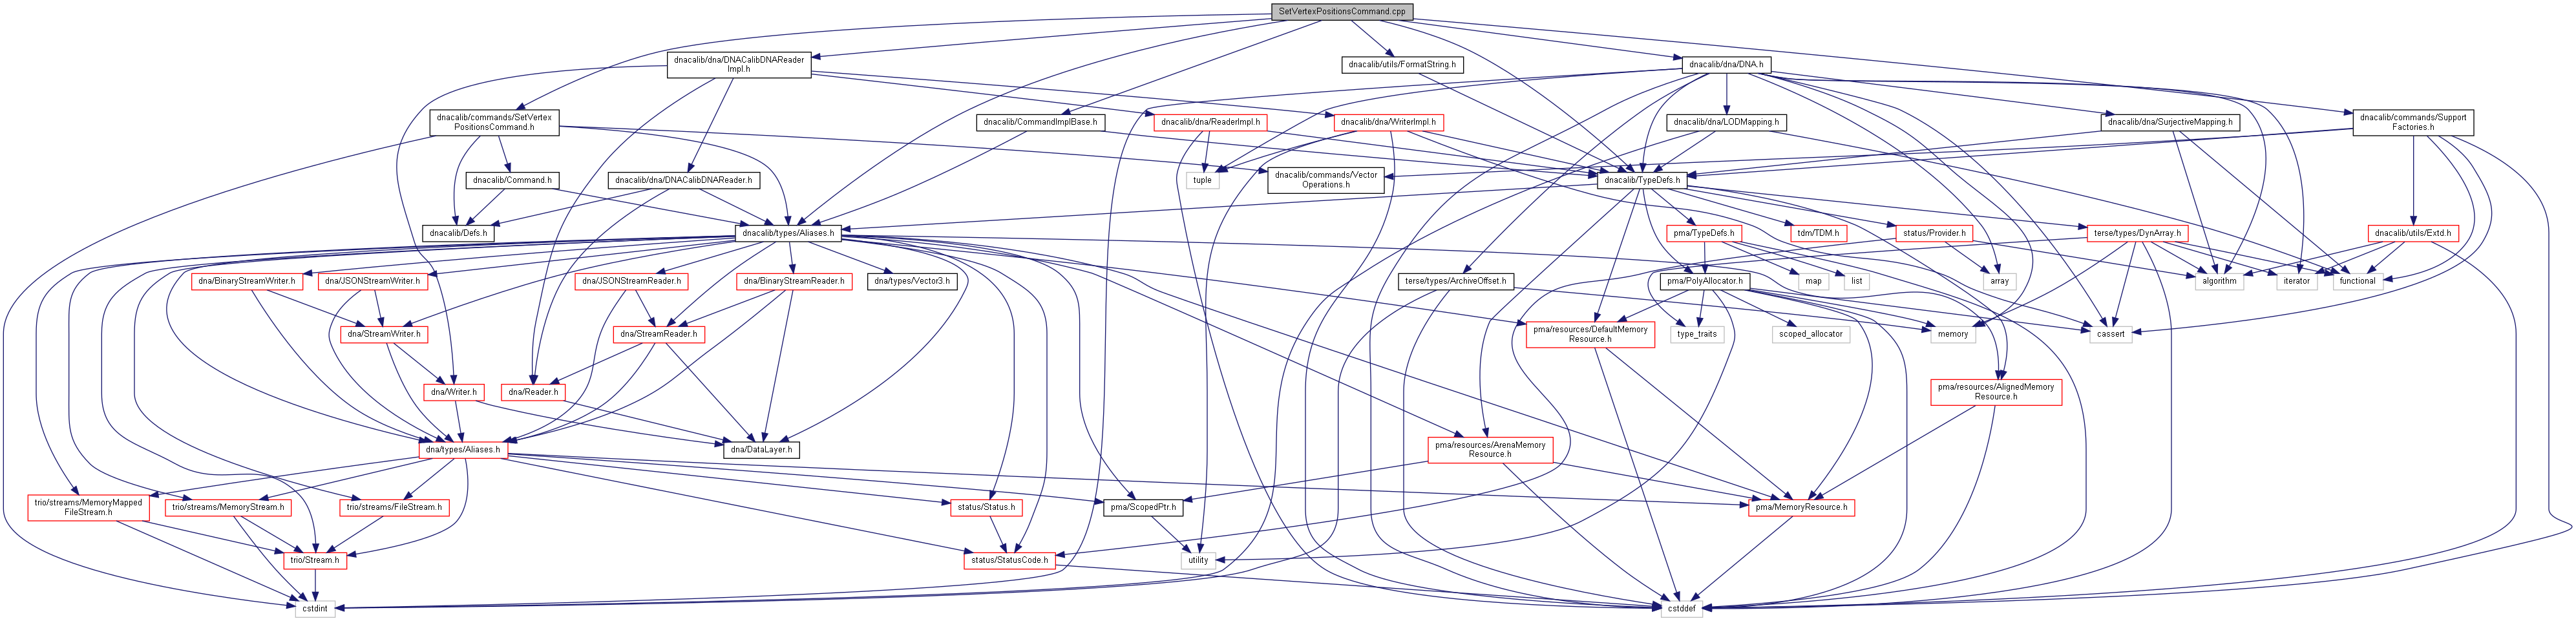 SetVertexPositionsCommand.cpp
dnacalib/dna/DNACalibDNAReader
Impl.h
dnacalib/utils/FormatString.h
dnacalib/dna/DNA.h
dnacalib/commands/SetVertex
PositionsCommand.h
dnacalib/CommandImplBase.h
dnacalib/dna/ReaderImpl.h
dnacalib/dna/WriterImpl.h
dnacalib/dna/LODMapping.h
dnacalib/dna/SurjectiveMapping.h
dnacalib/commands/Support
Factories.h
dnacalib/Command.h
dnacalib/dna/DNACalibDNAReader.h
tuple
dnacalib/commands/Vector
Operations.h
dnacalib/TypeDefs.h
dnacalib/Defs.h
dnacalib/types/Aliases.h
pma/TypeDefs.h
tdm/TDM.h
status/Provider.h
terse/types/DynArray.h
dnacalib/utils/Extd.h
dna/BinaryStreamWriter.h
dna/JSONStreamWriter.h
dna/JSONStreamReader.h
dna/BinaryStreamReader.h
dna/types/Vector3.h
terse/types/ArchiveOffset.h
pma/PolyAllocator.h
map
list
array
algorithm
iterator
functional
dna/StreamWriter.h
dna/StreamReader.h
pma/resources/DefaultMemory
Resource.h
type_traits
scoped_allocator
memory
cassert
dna/Writer.h
dna/Reader.h
pma/resources/AlignedMemory
Resource.h
dna/types/Aliases.h
dna/DataLayer.h
pma/resources/ArenaMemory
Resource.h
trio/streams/MemoryMapped
FileStream.h
trio/streams/MemoryStream.h
trio/streams/FileStream.h
status/Status.h
pma/ScopedPtr.h
pma/MemoryResource.h
trio/Stream.h
status/StatusCode.h
utility
cstdint
cstddef